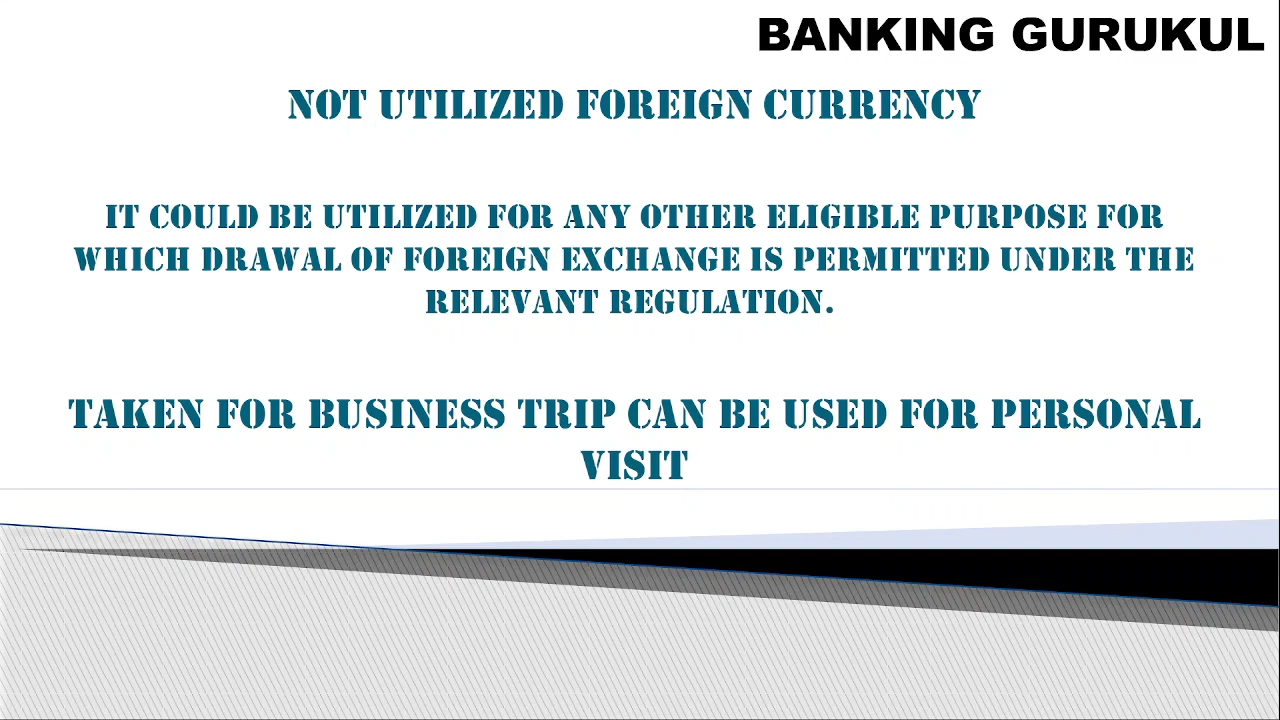 BANKING GURUKUL
NOT UTILIZED FOREIGN CURRENCY
IT COULD BE UTILIZED FOR ANY OTHER ELIGIBLE PURPOSE FOR
WHICH DRAWAL OF FOREIGN EXCHANGE IS PERMITTED UNDER THE
RELEVANT REGULATION.
TAKEN FOR BUSINESS TRIP CAN BE USED FOR PERSONAL
VISIT